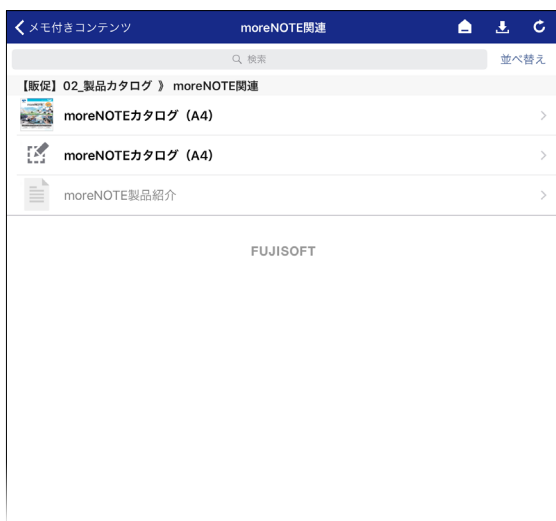 メモ付きコンテンツ moreNOTE関連
検索 並べ替え
【販促】02_製品カタログ 》 moreNOTE関連
moreNOTEカタログ（A4）
moreNOTEカタログ（A4）
moreNOTE製品紹介
FUJISOFT